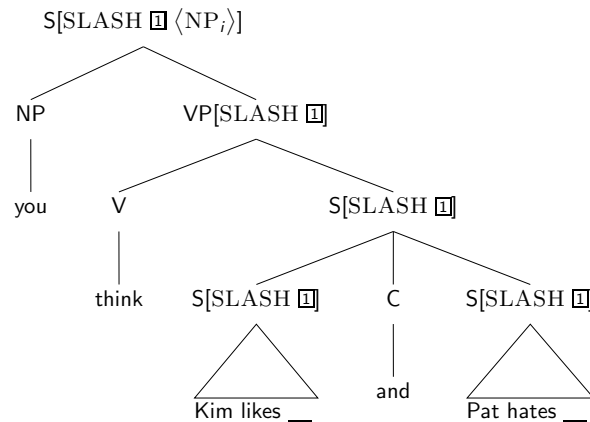 S[SLASH 1 ⟨NP_i⟩]
NP VP[SLASH 1]
you V S[SLASH 1]
think S[SLASH 1] C S[SLASH 1]
Kim likes __ and Pat hates __